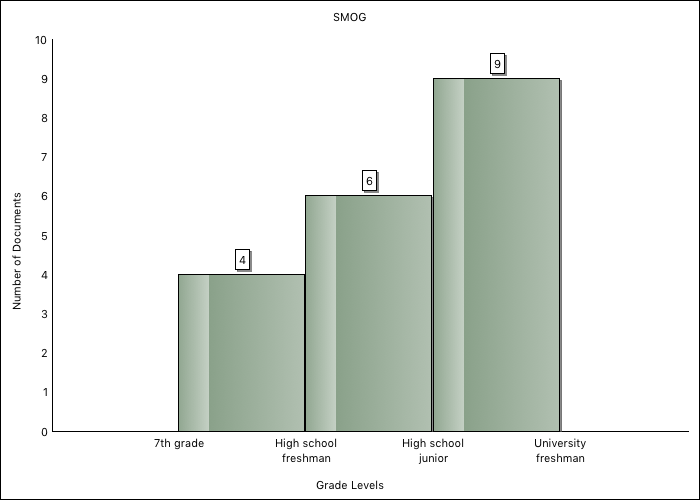 SMOG
10
9
8
7
6
5
4
3
2
1
0
Number of Documents
4
6
9
7th grade
High school
freshman
High school
junior
University
freshman
Grade Levels